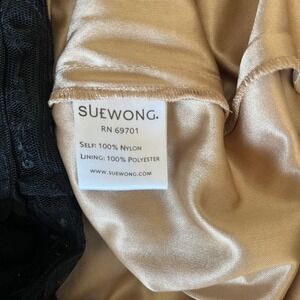 SUEWONG.
RN 69701
SELF: 100% NYLON
LINING: 100% POLYESTER
WWW.SUEWONG.COM